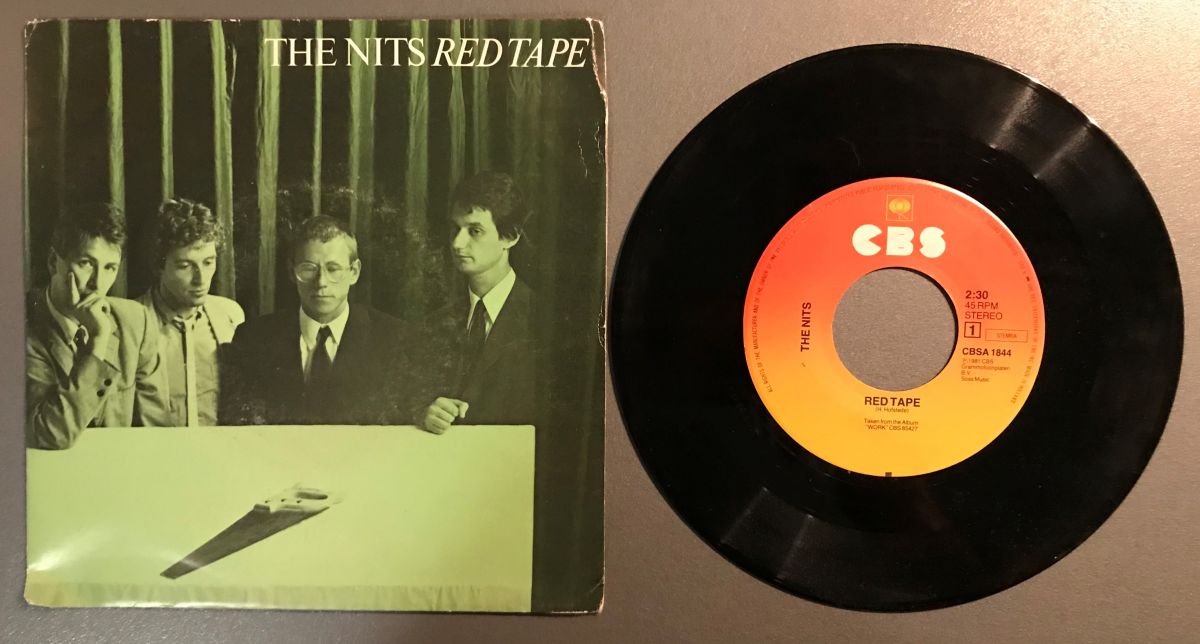 THE NITS RED TAPE
CBS
THE NITS
2:30
45 RPM
STEREO
1
STEMRA
CBSA 1844
℗ 1981 CBS
Grammofoonplaten
B.V.
Sosa Music
RED TAPE
(H. Hofstede)
Taken from the Album
"WORK" CBS 85427